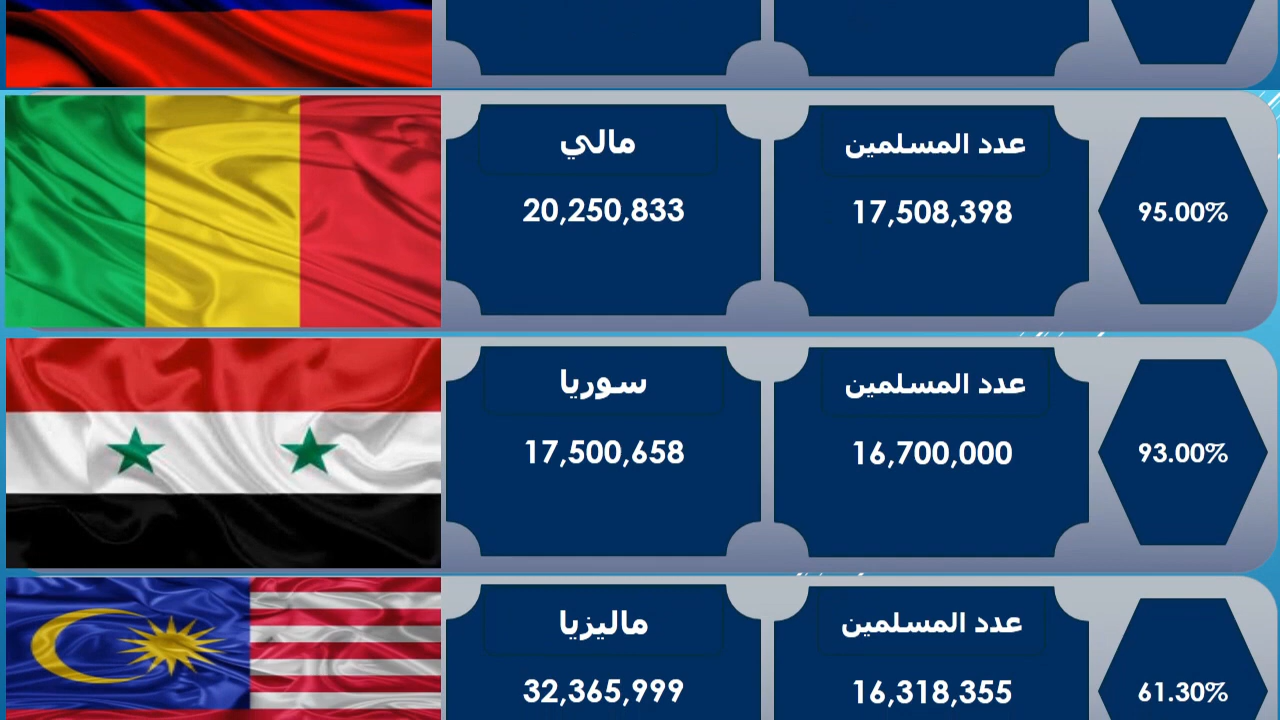 مالي
عدد المسلمين
20,250,833
17,508,398
95.00%
سوريا
عدد المسلمين
17,500,658
16,700,000
93.00%
ماليزيا
عدد المسلمين
32,365,999
16,318,355
61.30%